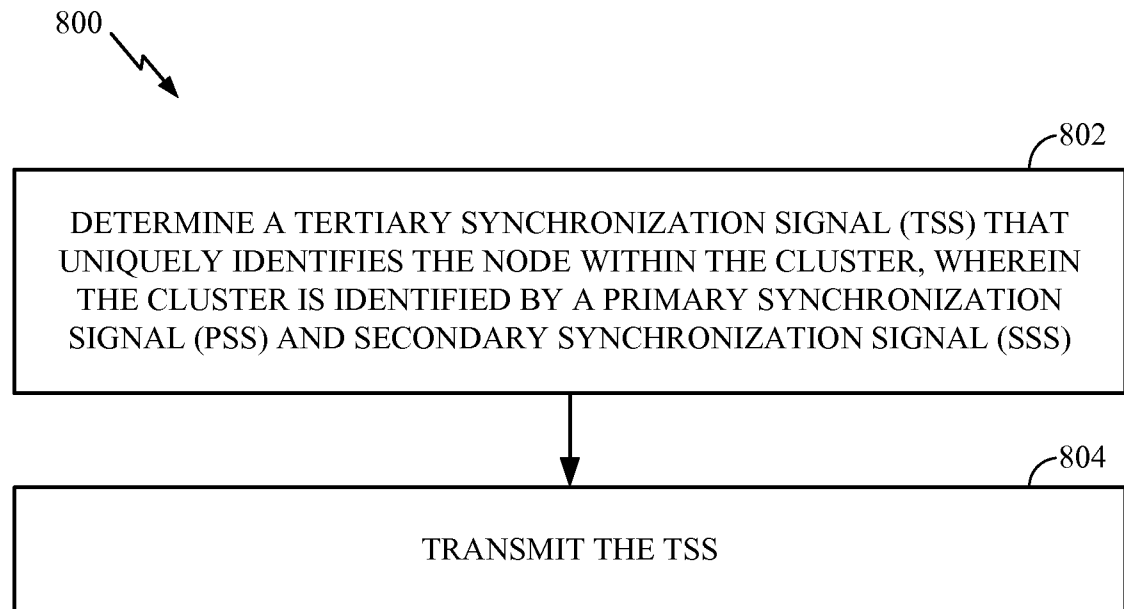 800
802
DETERMINE A TERTIARY SYNCHRONIZATION SIGNAL (TSS) THAT
UNIQUELY IDENTIFIES THE NODE WITHIN THE CLUSTER, WHEREIN
THE CLUSTER IS IDENTIFIED BY A PRIMARY SYNCHRONIZATION
SIGNAL (PSS) AND SECONDARY SYNCHRONIZATION SIGNAL (SSS)
804
TRANSMIT THE TSS